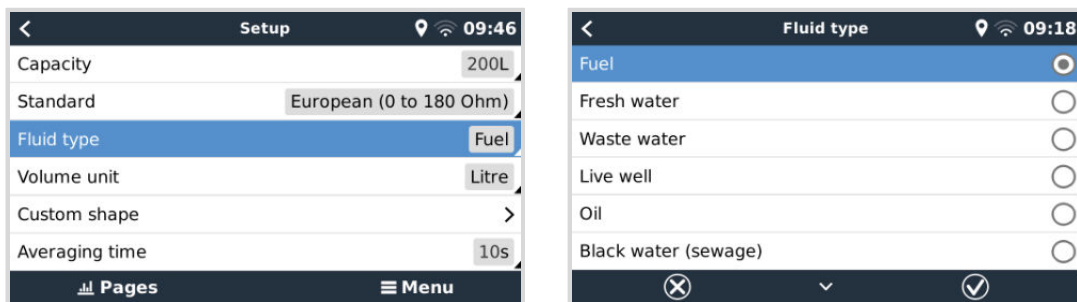 Setup 09:46
Capacity 200L
Standard European (0 to 180 Ohm)
Fluid type Fuel
Volume unit Litre
Custom shape
Averaging time 10s
Pages Menu
Fluid type 09:18
Fuel
Fresh water
Waste water
Live well
Oil
Black water (sewage)